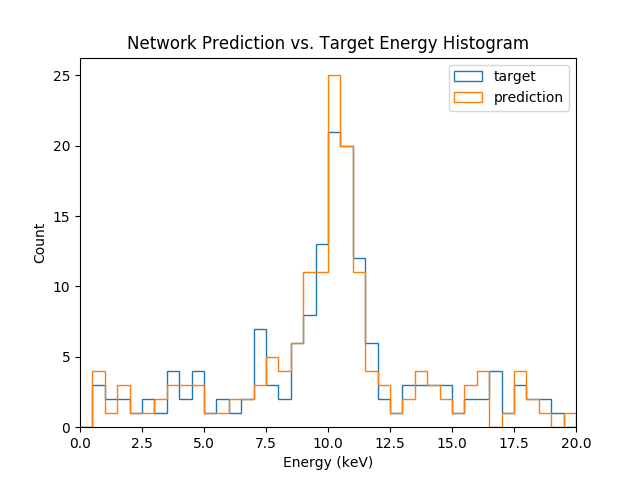 Network Prediction vs. Target Energy Histogram
target
prediction
25
20
15
10
5
0
Count
0.0 2.5 5.0 7.5 10.0 12.5 15.0 17.5 20.0
Energy (keV)